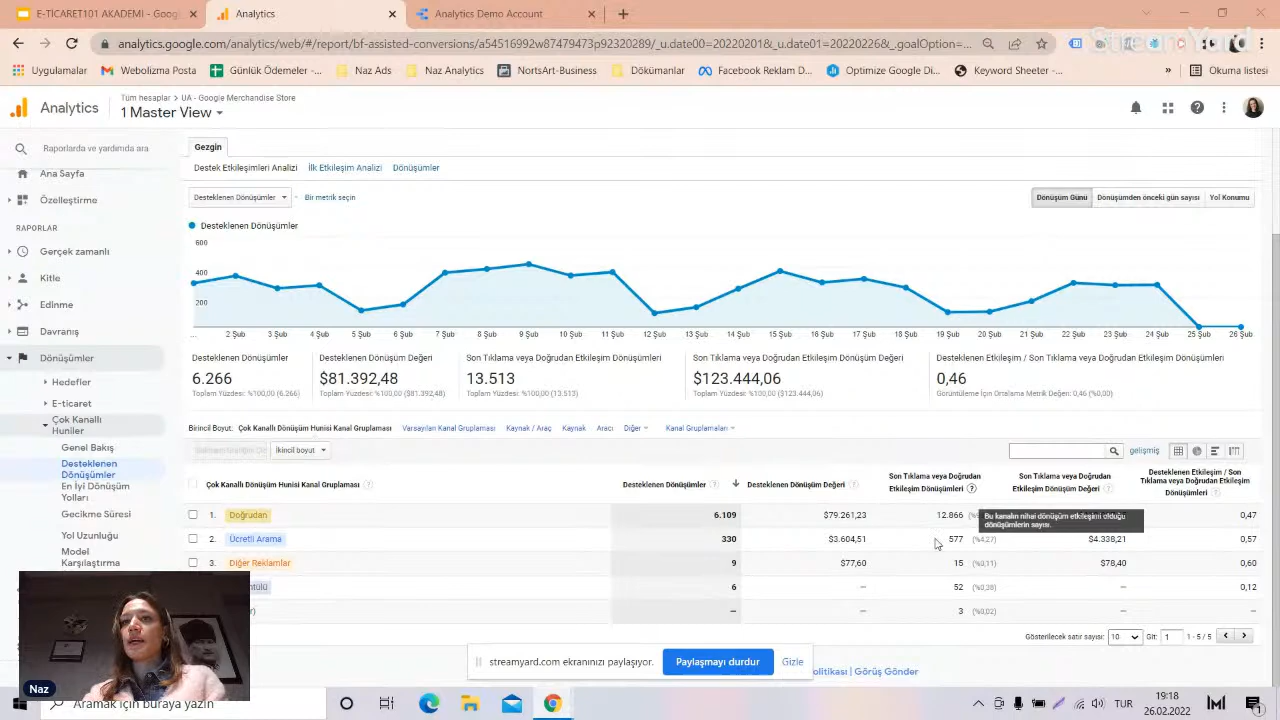 E-TİCARET101 AKADEMİ - Goog
Analytics
Analytics Demo Account
StreamYard
analytics.google.com/analytics/web/#/report/bf-assisted-conversions/a54516992w87479473p92320289/_u.date00=20220201&_u.date01=20220226&_goalOption=...
Uygulamalar
Webolizma Posta
Günlük Ödemeler -...
Naz Ads
Naz Analytics
NortsArt-Business
Dökümanlar
Facebook Reklam D...
Optimize Google Di...
Keyword Sheeter -...
»
Okuma listesi
Analytics
Tüm hesaplar > UA - Google Merchandise Store
1 Master View
Raporlarda ve yardımda ara
Ana Sayfa
Özelleştirme
RAPORLAR
Gerçek zamanlı
Kitle
Edinme
Davranış
Dönüşümler
Hedefler
E-ticaret
Çok Kanallı
Huniler
Genel Bakış
Desteklenen
Dönüşümler
En İyi Dönüşüm
Yolları
Gecikme Süresi
Yol Uzunluğu
Model
Karşılaştırma
Gezgin
Destek Etkileşimleri Analizi İlk Etkileşim Analizi Dönüşümler
Desteklenen Dönüşümler - Bir metrik seçin
Dönüşüm Günü Dönüşümden önceki gün sayısı Yol Konumu
Desteklenen Dönüşümler
600
400
200
... 2 Şub 3 Şub 4 Şub 5 Şub 6 Şub 7 Şub 8 Şub 9 Şub 10 Şub 11 Şub 12 Şub 13 Şub 14 Şub 15 Şub 16 Şub 17 Şub 18 Şub 19 Şub 20 Şub 21 Şub 22 Şub 23 Şub 24 Şub 25 Şub 26 Şub
Desteklenen Dönüşümler
6.266
Toplam Yüzdesi: %100,00 (6.266)
Desteklenen Dönüşüm Değeri
$81.392,48
Toplam Yüzdesi: %100,00 ($81.392,48)
Son Tıklama veya Doğrudan Etkileşim Dönüşümleri
13.513
Toplam Yüzdesi: %100,00 (13.513)
Son Tıklama veya Doğrudan Etkileşim Dönüşüm Değeri
$123.444,06
Toplam Yüzdesi: %100,00 ($123.444,06)
Desteklenen Etkileşim / Son Tıklama veya Doğrudan Etkileşim Dönüşümleri
0,46
Görüntüleme İçin Ortalama Metrik Değeri: 0,46 (%0,00)
Birincil Boyut: Çok Kanallı Dönüşüm Hunisi Kanal Gruplaması Varsayılan Kanal Gruplaması Kaynak / Araç Kaynak Aracı Diğer Kanal Gruplamaları
İkincil boyut
gelişmiş
Çok Kanallı Dönüşüm Hunisi Kanal Gruplaması
Desteklenen Dönüşümler
Desteklenen Dönüşüm Değeri
Son Tıklama veya Doğrudan
Etkileşim Dönüşümleri
Son Tıklama veya Doğrudan
Etkileşim Dönüşüm Değeri
Desteklenen Etkileşim / Son
Tıklama veya Doğrudan Etkileşim
Dönüşümleri
1. Doğrudan 6.109 $79.261,23 12.866 0,47
Bu kanalın nihai dönüşüm etkileşimi olduğu
dönüşümlerin sayısı.
2. Ücretli Arama 330 $3.604,51 577 (%4,27) $4.338,21 0,57
3. Diğer Reklamlar 9 $77,60 15 (%0,11) $78,40 0,60
6 — 52 (%0,38) — 0,12
— — 3 (%0,02) — —
Gösterilecek satır sayısı: 10 Git: 1 1 - 5 / 5
streamyard.com ekranınızı paylaşıyor.
Paylaşmayı durdur
Gizle
olitikası | Görüş Gönder
Naz
Aramak için buraya yazın
TUR
19:18
26.02.2022
1